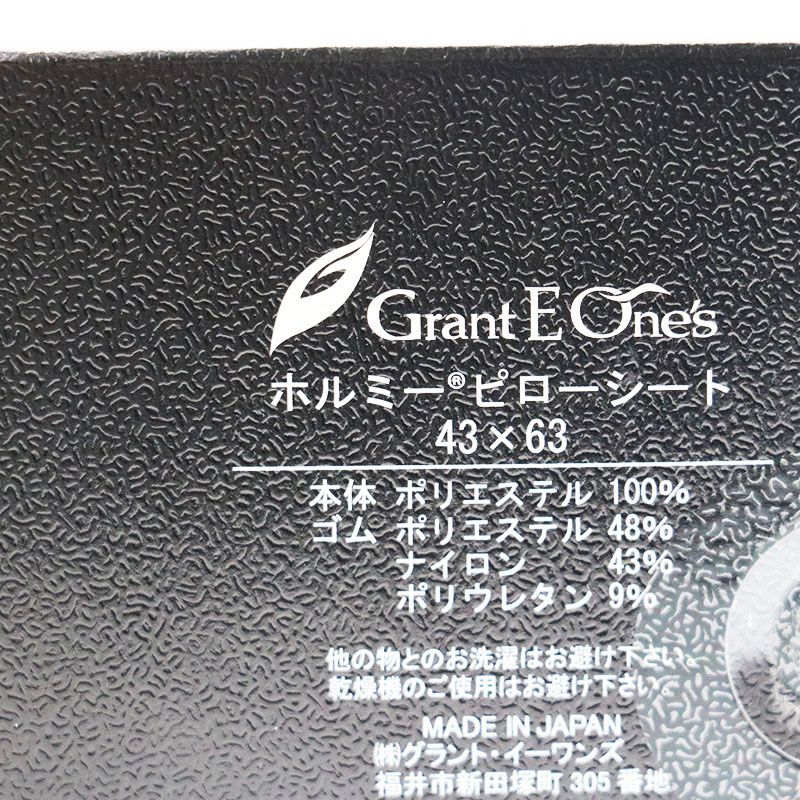 Grant E One's
ホルミー®ピローシート
43×63
本体 ポリエステル 100%
ゴム ポリエステル 48%
ナイロン 43%
ポリウレタン 9%
他の物とのお洗濯はお避け下さい。
乾燥機のご使用はお避け下さい。
MADE IN JAPAN
㈱グラント・イーワンズ
福井市新田塚町 305 番地